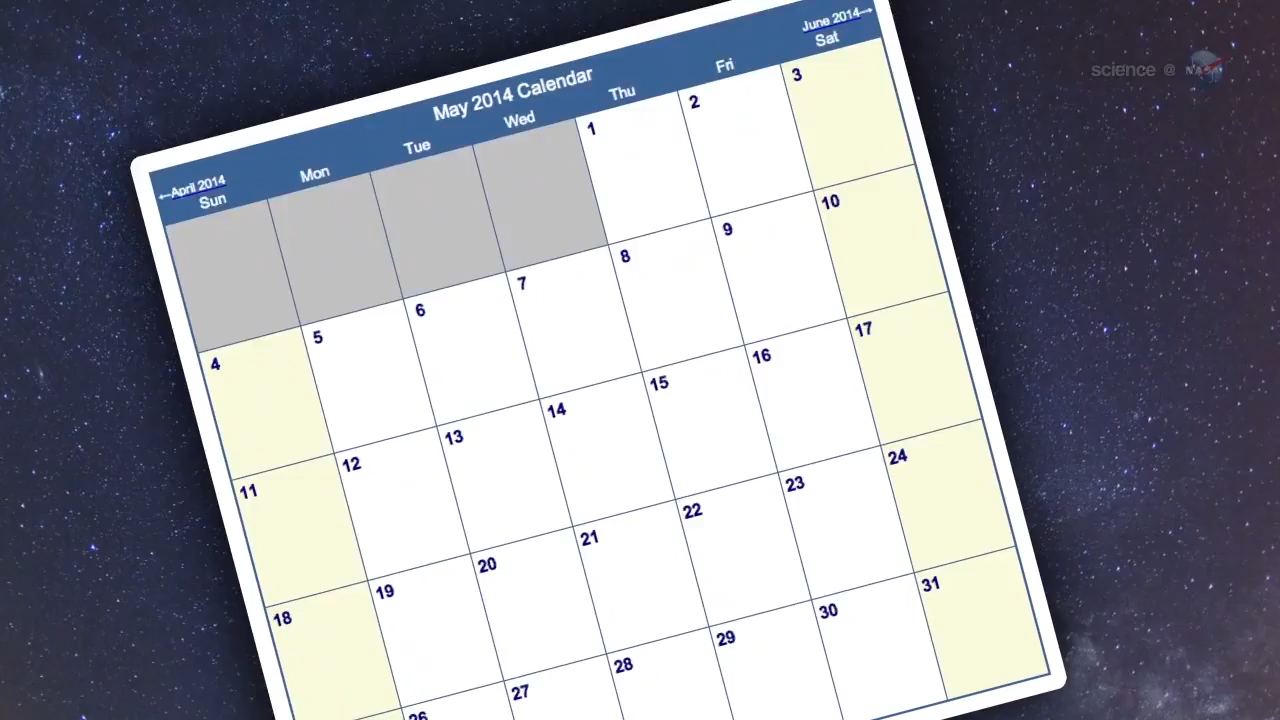 science @ NASA
May 2014 Calendar
←April 2014 June 2014→
Sun Mon Tue Wed Thu Fri Sat
1 2 3
4 5 6 7 8 9 10
11 12 13 14 15 16 17
18 19 20 21 22 23 24
26 27 28 29 30 31